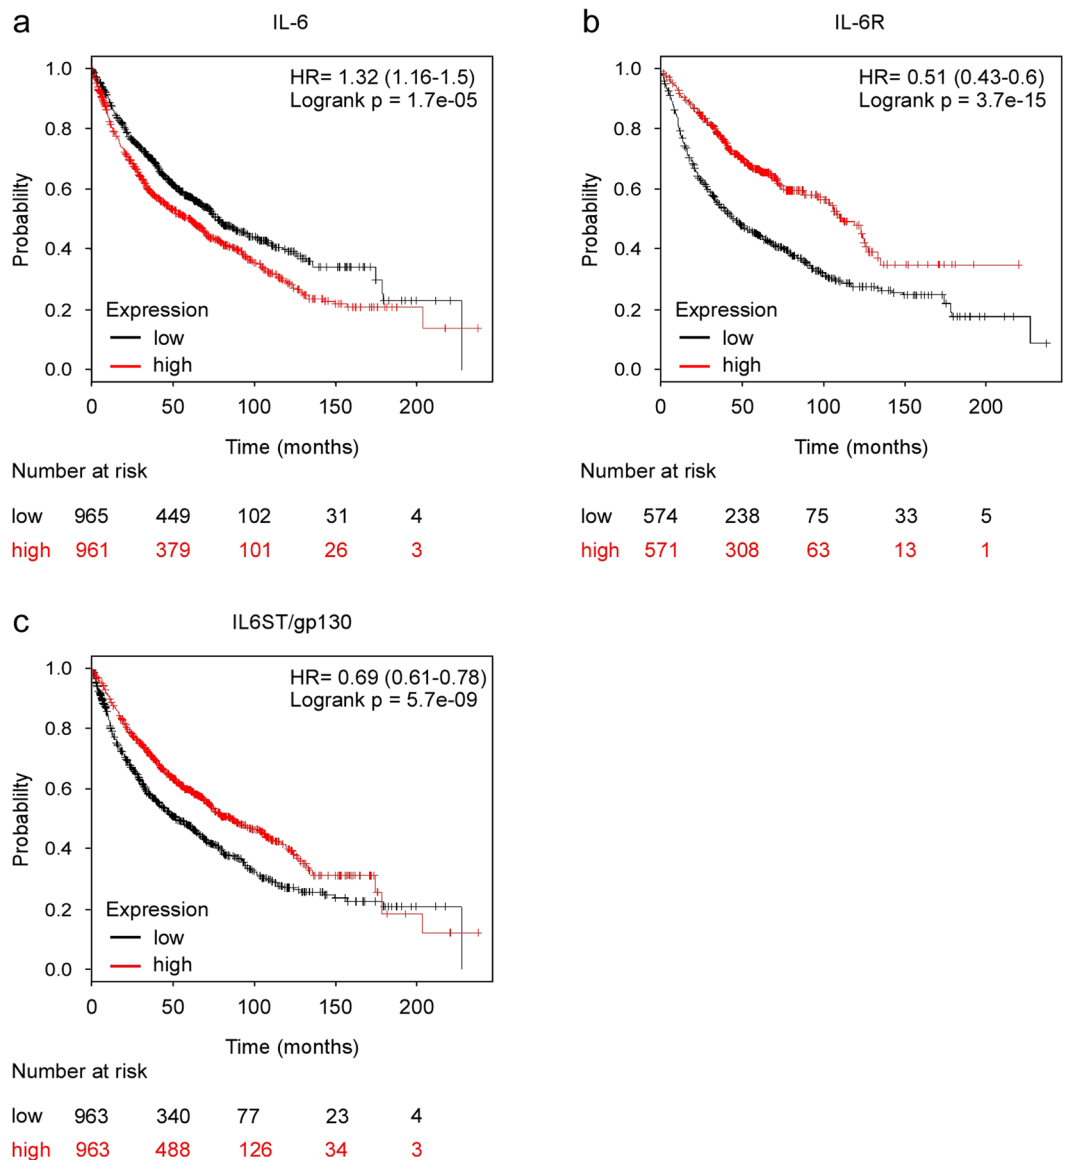 a
IL-6
HR= 1.32 (1.16-1.5)
Logrank p = 1.7e-05
1.0
0.8
0.6
0.4
0.2
0.0
Probability
Expression
low
high
0 50 100 150 200
Time (months)
Number at risk
low 965 449 102 31 4
high 961 379 101 26 3
b
IL-6R
HR= 0.51 (0.43-0.6)
Logrank p = 3.7e-15
1.0
0.8
0.6
0.4
0.2
0.0
Probability
Expression
low
high
0 50 100 150 200
Time (months)
Number at risk
low 574 238 75 33 5
high 571 308 63 13 1
c
IL6ST/gp130
HR= 0.69 (0.61-0.78)
Logrank p = 5.7e-09
1.0
0.8
0.6
0.4
0.2
0.0
Probability
Expression
low
high
0 50 100 150 200
Time (months)
Number at risk
low 963 340 77 23 4
high 963 488 126 34 3